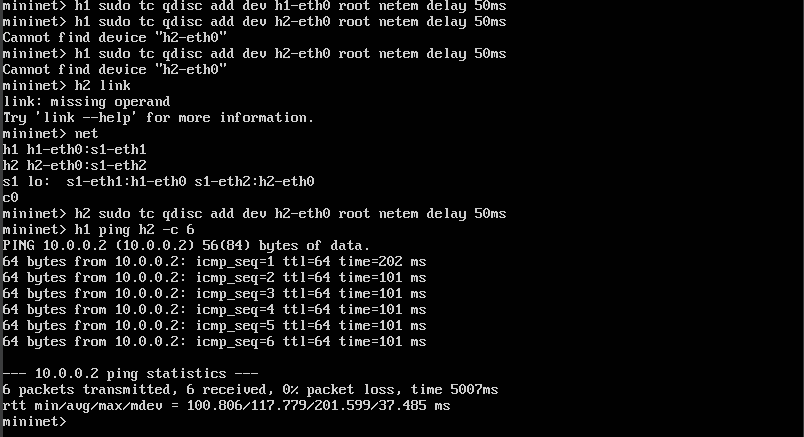 mininet> h1 sudo tc qdisc add dev h1-eth0 root netem delay 50ms
mininet> h1 sudo tc qdisc add dev h2-eth0 root netem delay 50ms
Cannot find device "h2-eth0"
mininet> h1 sudo tc qdisc add dev h2-eth0 root netem delay 50ms
Cannot find device "h2-eth0"
mininet> h2 link
link: missing operand
Try 'link --help' for more information.
mininet> net
h1 h1-eth0:s1-eth1
h2 h2-eth0:s1-eth2
s1 lo:  s1-eth1:h1-eth0 s1-eth2:h2-eth0
c0
mininet> h2 sudo tc qdisc add dev h2-eth0 root netem delay 50ms
mininet> h1 ping h2 -c 6
PING 10.0.0.2 (10.0.0.2) 56(84) bytes of data.
64 bytes from 10.0.0.2: icmp_seq=1 ttl=64 time=202 ms
64 bytes from 10.0.0.2: icmp_seq=2 ttl=64 time=101 ms
64 bytes from 10.0.0.2: icmp_seq=3 ttl=64 time=101 ms
64 bytes from 10.0.0.2: icmp_seq=4 ttl=64 time=101 ms
64 bytes from 10.0.0.2: icmp_seq=5 ttl=64 time=101 ms
64 bytes from 10.0.0.2: icmp_seq=6 ttl=64 time=101 ms
--- 10.0.0.2 ping statistics ---
6 packets transmitted, 6 received, 0% packet loss, time 5007ms
rtt min/avg/max/mdev = 100.806/117.779/201.599/37.485 ms
mininet>